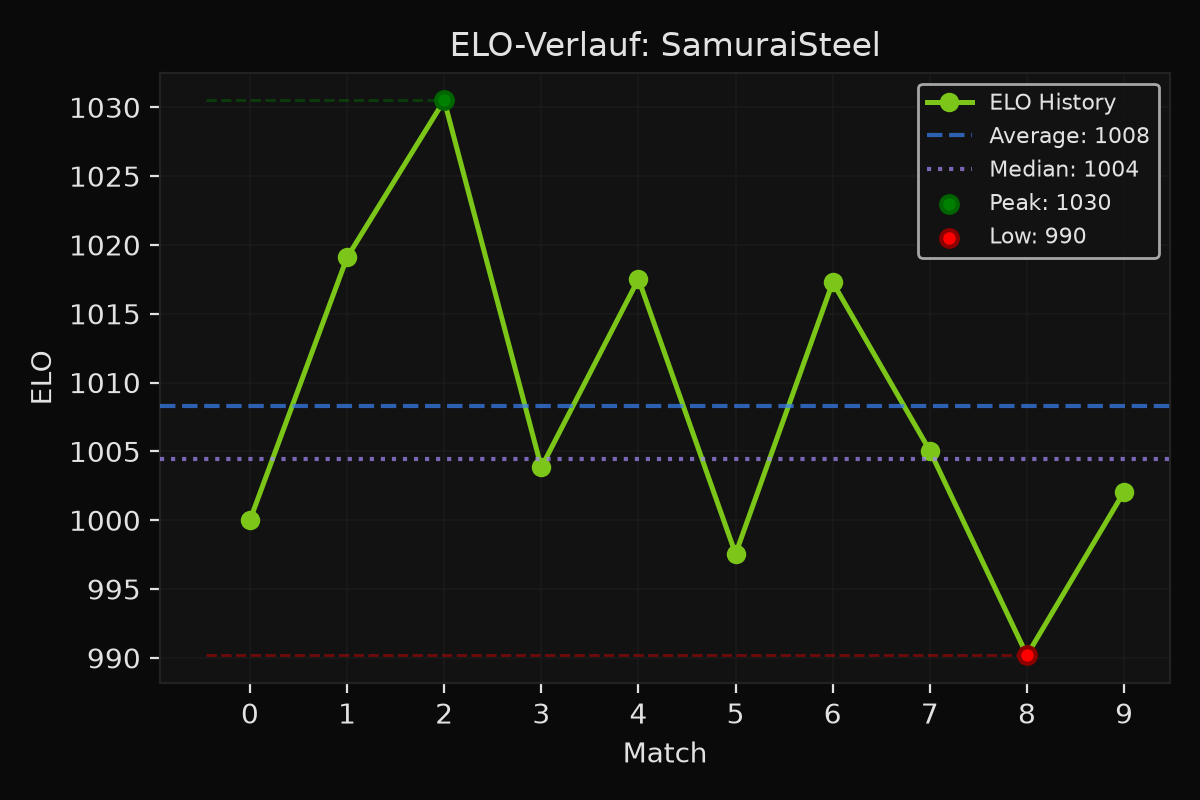 ELO-Verlauf: SamuraiSteel
ELO History
Average: 1008
Median: 1004
Peak: 1030
Low: 990
ELO
1030
1025
1020
1015
1010
1005
1000
995
990
0 1 2 3 4 5 6 7 8 9
Match